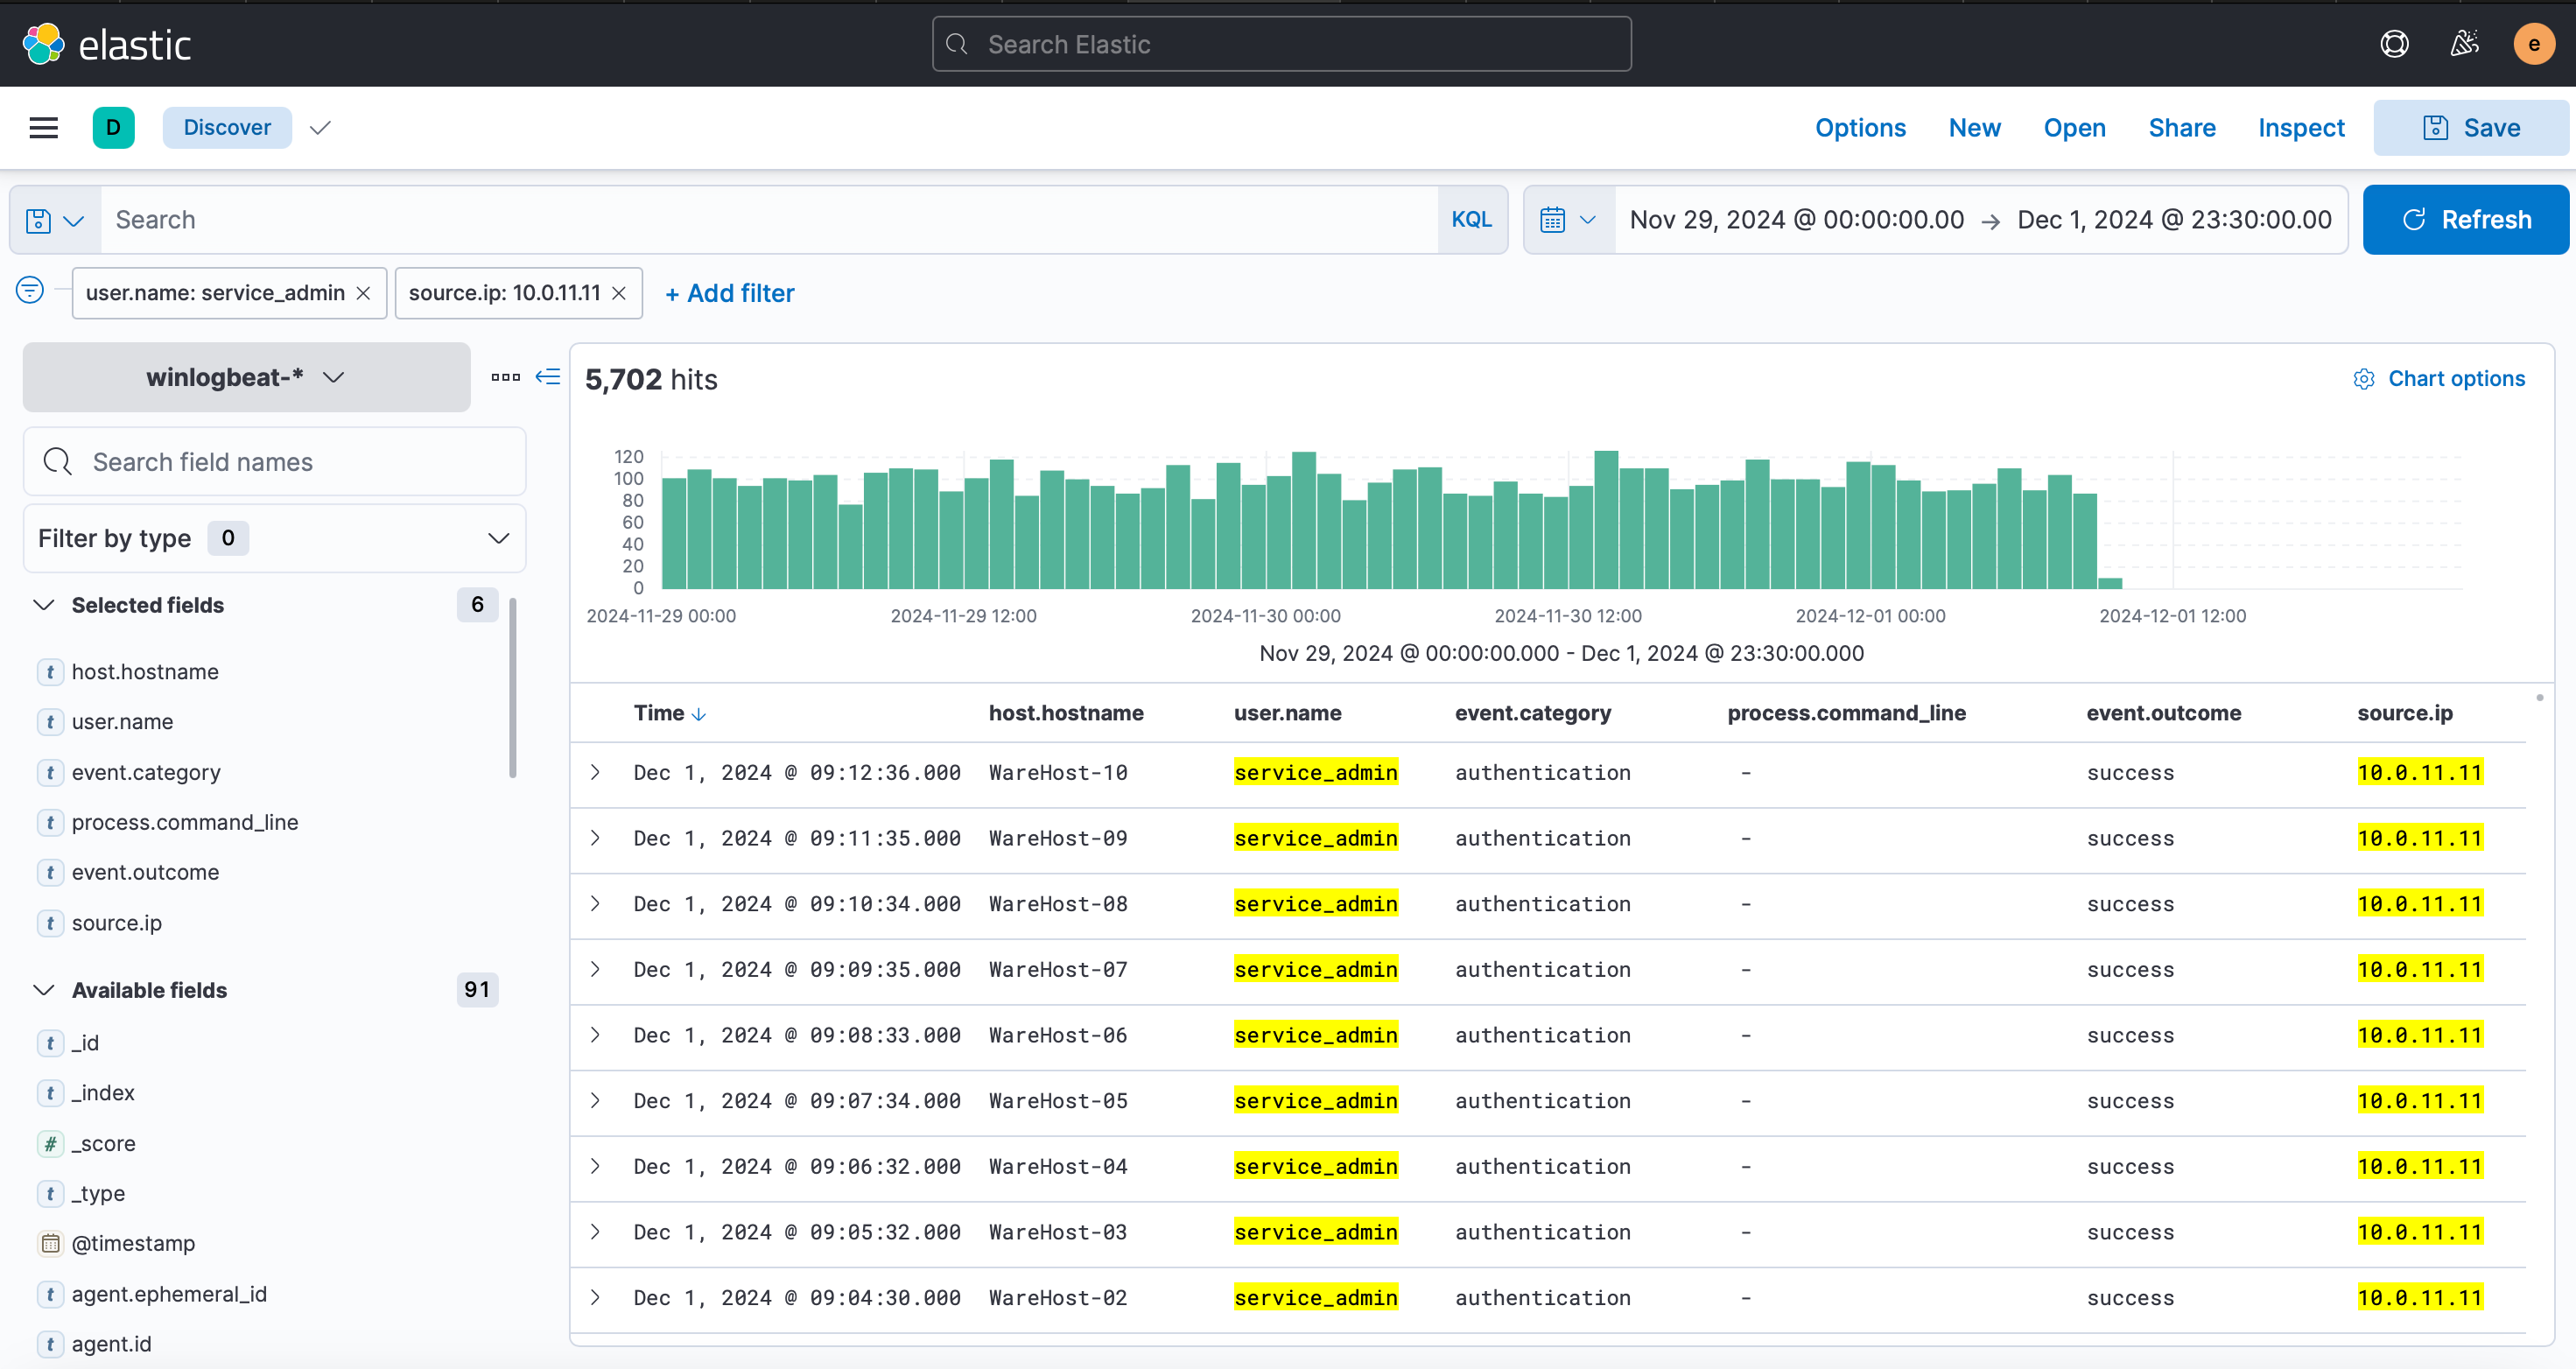 elastic
Search Elastic
e
D
Discover
Options New Open Share Inspect Save
Search
KQL
Nov 29, 2024 @ 00:00:00.00 → Dec 1, 2024 @ 23:30:00.00
Refresh
user.name: service_admin ×
source.ip: 10.0.11.11 ×
+ Add filter
winlogbeat-*
Search field names
Filter by type 0
Selected fields 6
t host.hostname
t user.name
t event.category
t process.command_line
t event.outcome
t source.ip
Available fields 91
t _id
t _index
# _score
t _type
@timestamp
t agent.ephemeral_id
t agent.id
5,702 hits
Chart options
120
100
80
60
40
20
0
2024-11-29 00:00 2024-11-29 12:00 2024-11-30 00:00 2024-11-30 12:00 2024-12-01 00:00 2024-12-01 12:00
Nov 29, 2024 @ 00:00:00.000 - Dec 1, 2024 @ 23:30:00.000
Time host.hostname user.name event.category process.command_line event.outcome source.ip
Dec 1, 2024 @ 09:12:36.000 WareHost-10 service_admin authentication - success 10.0.11.11
Dec 1, 2024 @ 09:11:35.000 WareHost-09 service_admin authentication - success 10.0.11.11
Dec 1, 2024 @ 09:10:34.000 WareHost-08 service_admin authentication - success 10.0.11.11
Dec 1, 2024 @ 09:09:35.000 WareHost-07 service_admin authentication - success 10.0.11.11
Dec 1, 2024 @ 09:08:33.000 WareHost-06 service_admin authentication - success 10.0.11.11
Dec 1, 2024 @ 09:07:34.000 WareHost-05 service_admin authentication - success 10.0.11.11
Dec 1, 2024 @ 09:06:32.000 WareHost-04 service_admin authentication - success 10.0.11.11
Dec 1, 2024 @ 09:05:32.000 WareHost-03 service_admin authentication - success 10.0.11.11
Dec 1, 2024 @ 09:04:30.000 WareHost-02 service_admin authentication - success 10.0.11.11